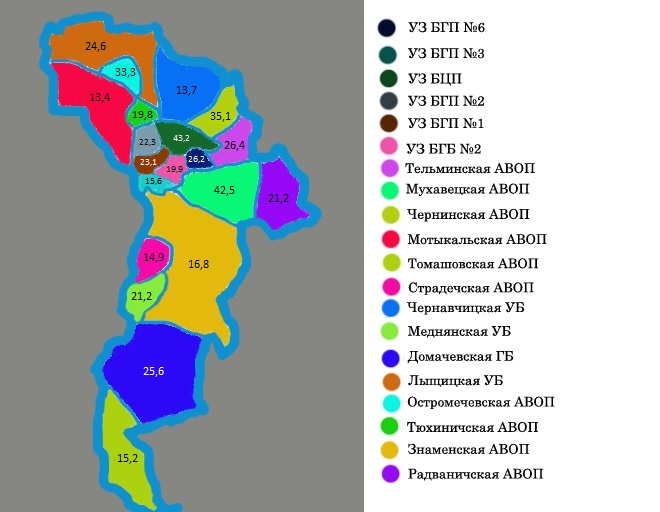 24,6
33,3
13,4
13,7
19,8
35,1
22,3
43,2
26,4
23,1
19,9
26,2
15,6
42,5
21,2
14,9
16,8
21,2
25,6
15,2
УЗ БГП №6
УЗ БГП №3
УЗ БЦП
УЗ БГП №2
УЗ БГП №1
УЗ БГБ №2
Тельминская АВОП
Мухавецкая АВОП
Чернинская АВОП
Мотыкальская АВОП
Томашовская АВОП
Страдечская АВОП
Чернавчицкая УБ
Меднянская УБ
Домачевская ГБ
Лыщицкая УБ
Остромечевская АВОП
Тюхиничская АВОП
Знаменская АВОП
Радваничская АВОП